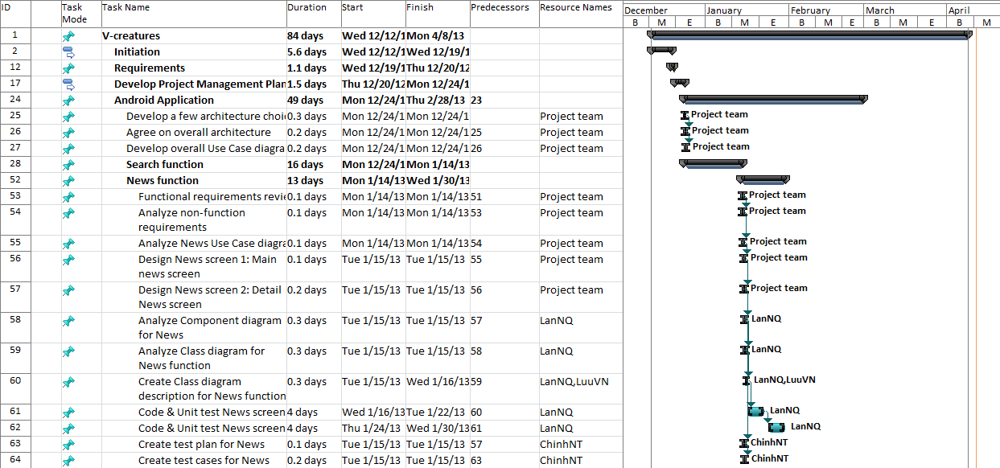 ID Task Mode Task Name Duration Start Finish Predecessors Resource Names
December January February March April
B M E B M E B M E B M E B M
1 V-creatures 84 days Wed 12/12/1 Mon 4/8/13
2 Initiation 5.6 days Wed 12/12/1 Wed 12/19/1
12 Requirements 1.1 days Wed 12/19/1 Thu 12/20/12
17 Develop Project Management Plan 1.5 days Thu 12/20/12 Mon 12/24/1
24 Android Application 49 days Mon 12/24/1 Thu 2/28/13 23
25 Develop a few architecture choi 0.3 days Mon 12/24/1 Mon 12/24/1 Project team Project team
26 Agree on overall architecture 0.2 days Mon 12/24/1 Mon 12/24/1 25 Project team Project team
27 Develop overall Use Case diagra 0.2 days Mon 12/24/1 Mon 12/24/1 26 Project team Project team
28 Search function 16 days Mon 12/24/1 Mon 1/14/13
52 News function 13 days Mon 1/14/13 Wed 1/30/13
53 Functional requirements revie 0.1 days Mon 1/14/13 Mon 1/14/13 51 Project team Project team
54 Analyze non-function 0.1 days Mon 1/14/13 Mon 1/14/13 53 Project team Project team
requirements
55 Analyze News Use Case diagra 0.1 days Mon 1/14/13 Mon 1/14/13 54 Project team Project team
56 Design News screen 1: Main 0.1 days Tue 1/15/13 Tue 1/15/13 55 Project team Project team
news screen
57 Design News screen 2: Detail 0.2 days Tue 1/15/13 Tue 1/15/13 56 Project team Project team
News screen
58 Analyze Component diagram 0.3 days Tue 1/15/13 Tue 1/15/13 57 LanNQ LanNQ
for News
59 Analyze Class diagram for 0.3 days Tue 1/15/13 Tue 1/15/13 58 LanNQ LanNQ
News function
60 Create Class diagram 0.3 days Tue 1/15/13 Wed 1/16/13 59 LanNQ,LuuVN LanNQ,LuuVN
description for News function
61 Code & Unit test News screen 4 days Wed 1/16/13 Tue 1/22/13 60 LanNQ LanNQ
62 Code & Unit test News screen 4 days Thu 1/24/13 Wed 1/30/13 61 LanNQ LanNQ
63 Create test plan for News 0.1 days Tue 1/15/13 Tue 1/15/13 57 ChinhNT ChinhNT
64 Create test cases for News 0.2 days Tue 1/15/13 Tue 1/15/13 63 ChinhNT ChinhNT